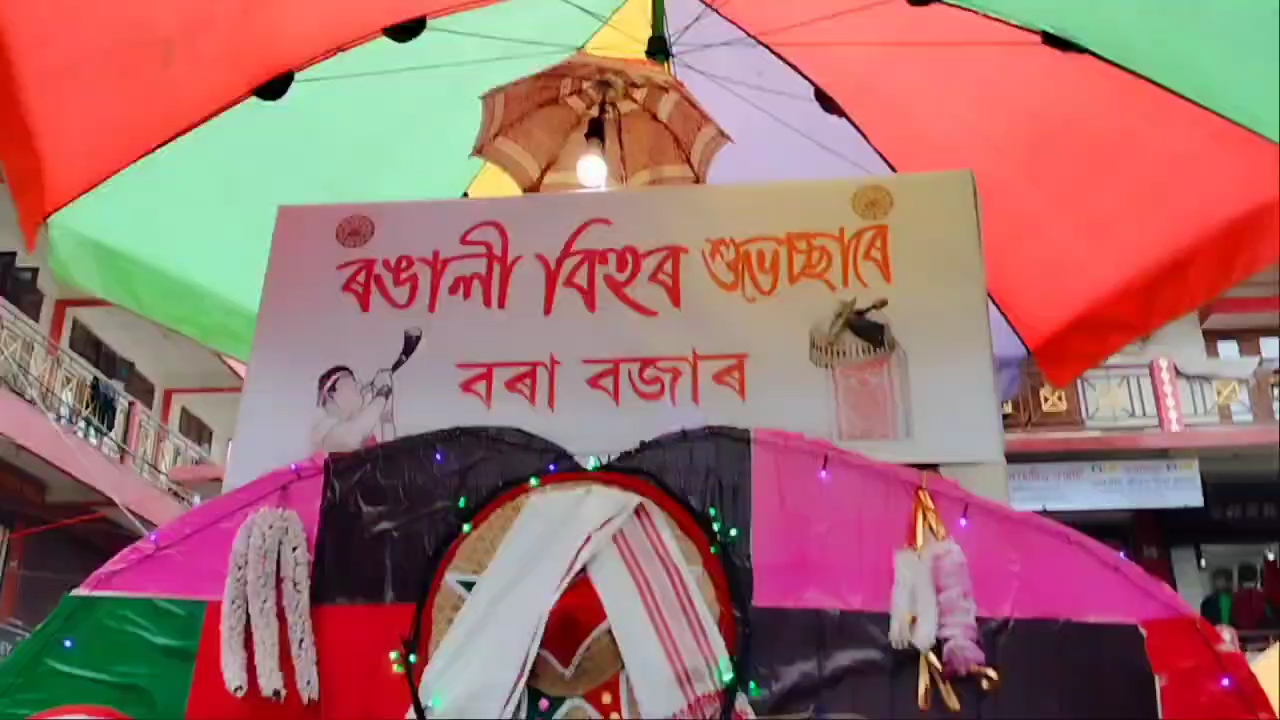 ৰঙালী বিহুৰ শুভেচ্ছাৰে
বৰা বজাৰ